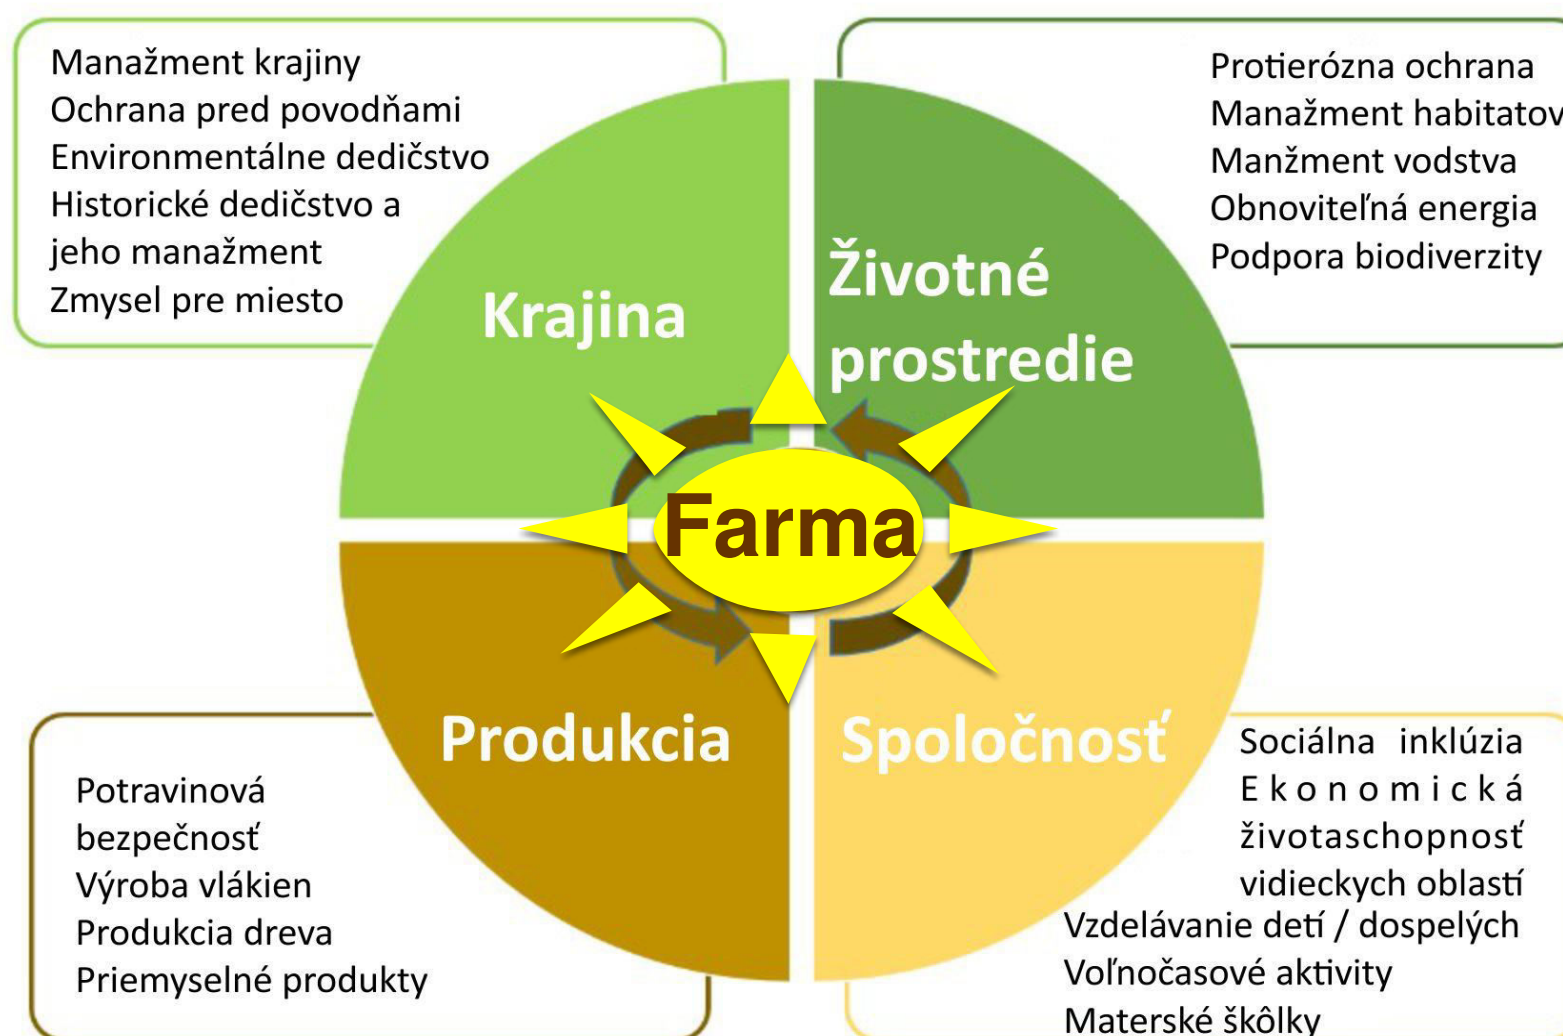 Manažment krajiny
Ochrana pred povodňami
Environmentálne dedičstvo
Historické dedičstvo a
jeho manažment
Zmysel pre miesto
Protierózna ochrana
Manažment habitatov
Manžment vodstva
Obnoviteľná energia
Podpora biodiverzity
Krajina
Životné
prostredie
Farma
Produkcia
Spoločnosť
Potravinová
bezpečnosť
Výroba vlákien
Produkcia dreva
Priemyselné produkty
Sociálna inklúzia
Ekonomická
životaschopnosť
vidieckych oblastí
Vzdelávanie detí / dospelých
Voľnočasové aktivity
Materské škôlky